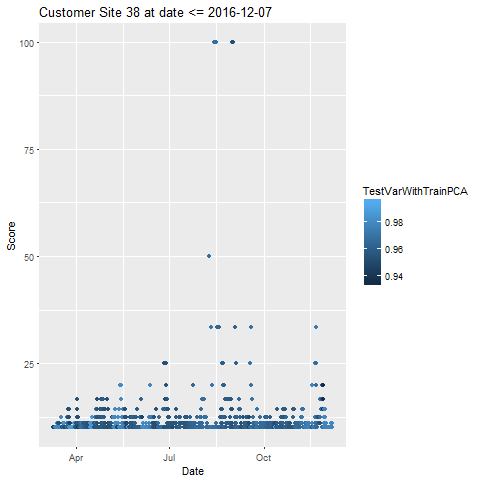 Customer Site 38 at date <= 2016-12-07
100
75
50
25
Score
Apr
Jul
Oct
Date
TestVarWithTrainPCA
0.98
0.96
0.94